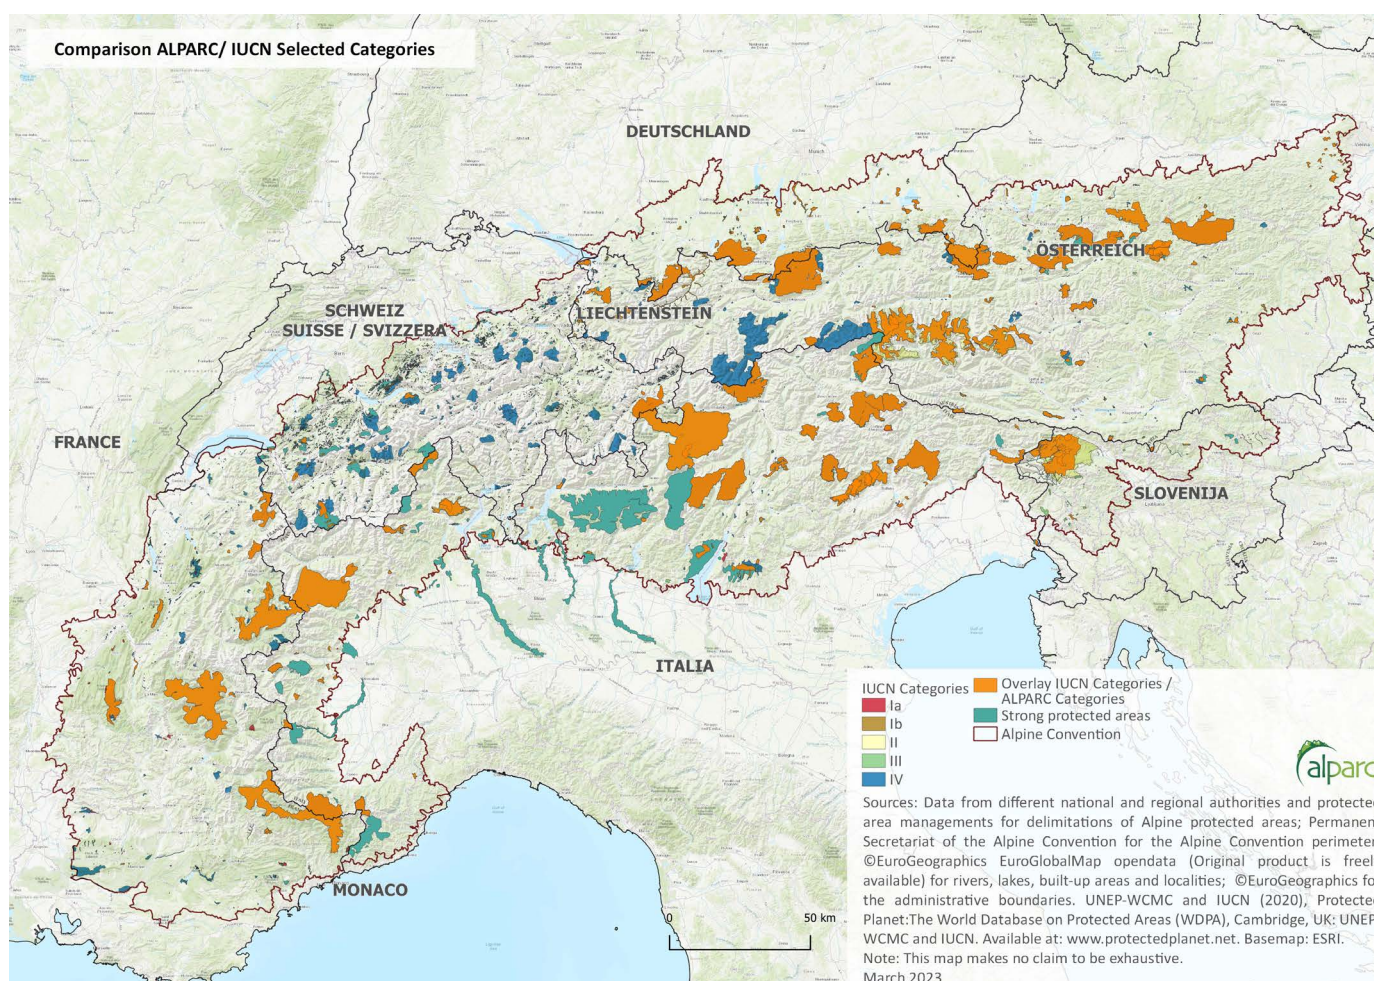 Comparison ALPARC/ IUCN Selected Categories
DEUTSCHLAND
ÖSTERREICH
SCHWEIZ
SUISSE / SVIZZERA
LIECHTENSTEIN
FRANCE
SLOVENIJA
ITALIA
MONACO
0 50 km
IUCN Categories
Ia
Ib
II
III
IV
Overlay IUCN Categories /
ALPARC Categories
Strong protected areas
Alpine Convention
alparc
Sources: Data from different national and regional authorities and protecte
area managements for delimitations of Alpine protected areas; Permanen
Secretariat of the Alpine Convention for the Alpine Convention perimeter
©EuroGeographics EuroGlobalMap opendata (Original product is freel
available) for rivers, lakes, built-up areas and localities; ©EuroGeographics fo
the administrative boundaries. UNEP-WCMC and IUCN (2020), Protecte
Planet:The World Database on Protected Areas (WDPA), Cambridge, UK: UNEP
WCMC and IUCN. Available at: www.protectedplanet.net. Basemap: ESRI.
Note: This map makes no claim to be exhaustive.
March 2023